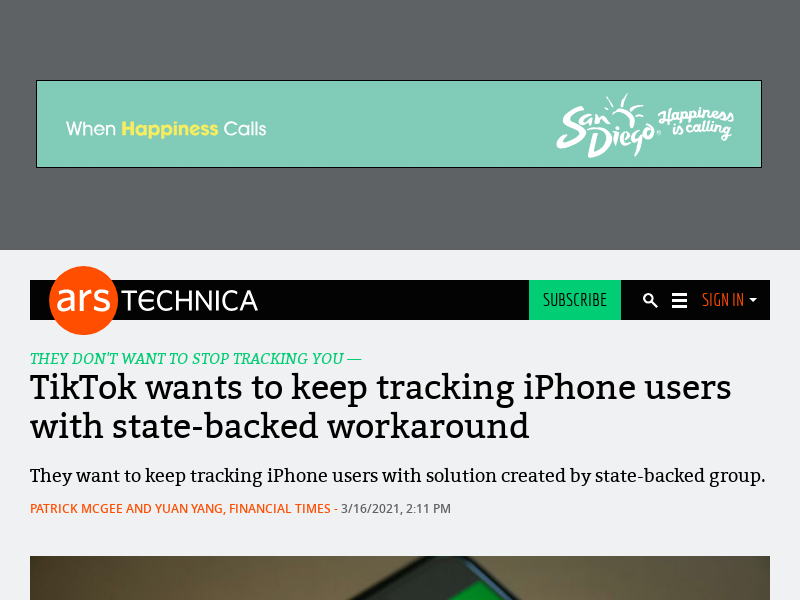 When Happiness Calls
San Diego® Happiness is calling
ars TECHNICA
SUBSCRIBE
SIGN IN
THEY DON'T WANT TO STOP TRACKING YOU —
TikTok wants to keep tracking iPhone users
with state-backed workaround
They want to keep tracking iPhone users with solution created by state-backed group.
PATRICK MCGEE AND YUAN YANG, FINANCIAL TIMES - 3/16/2021, 2:11 PM